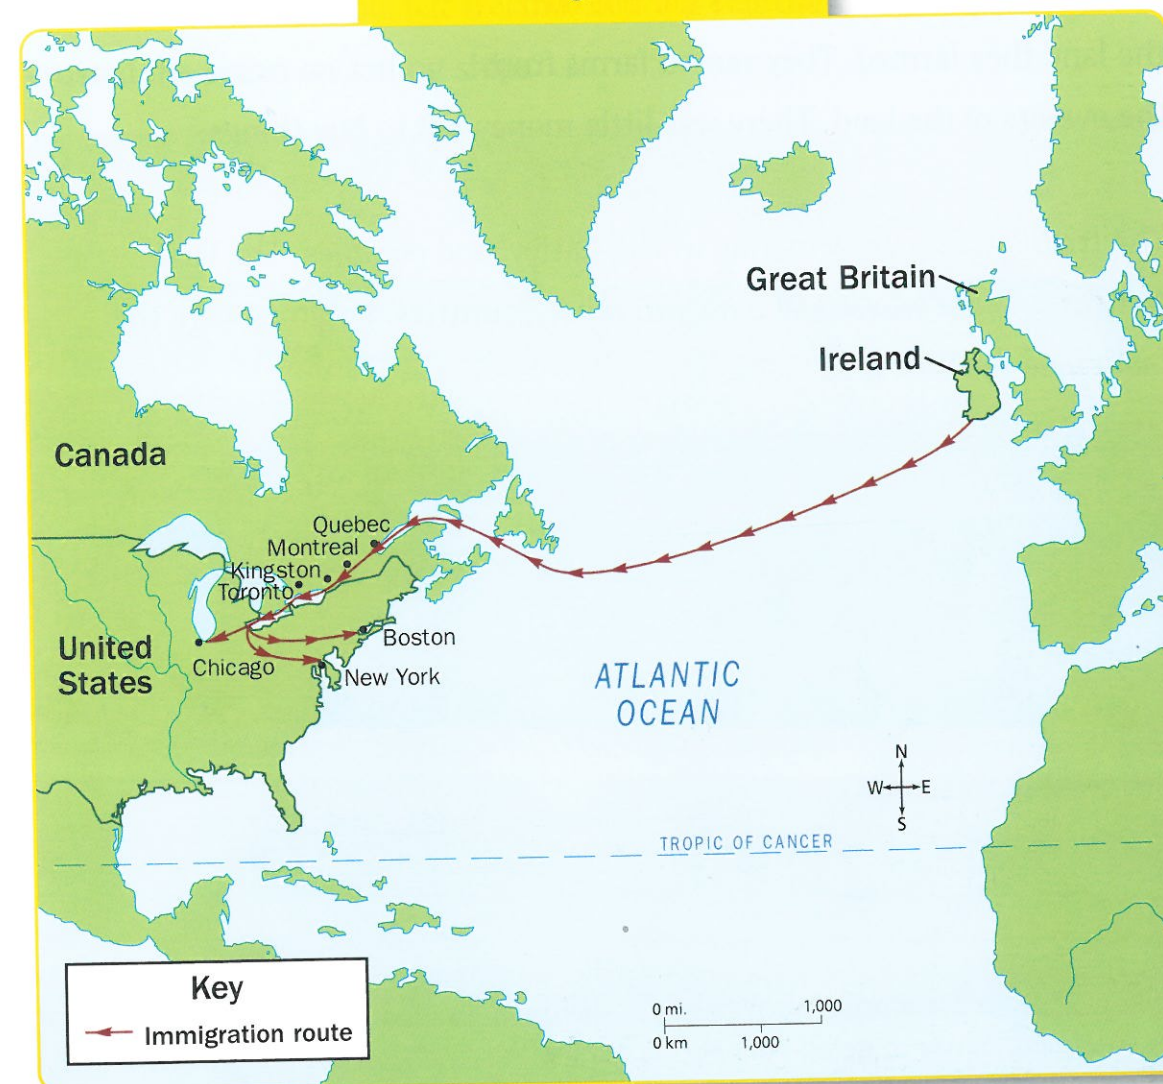 Great Britain
Ireland
Canada
Quebec
Montreal
Kingston
Toronto
United
States
Chicago
Boston
New York
ATLANTIC
OCEAN
N
W E
S
TROPIC OF CANCER
Key
Immigration route
0 mi. 1,000
0 km 1,000